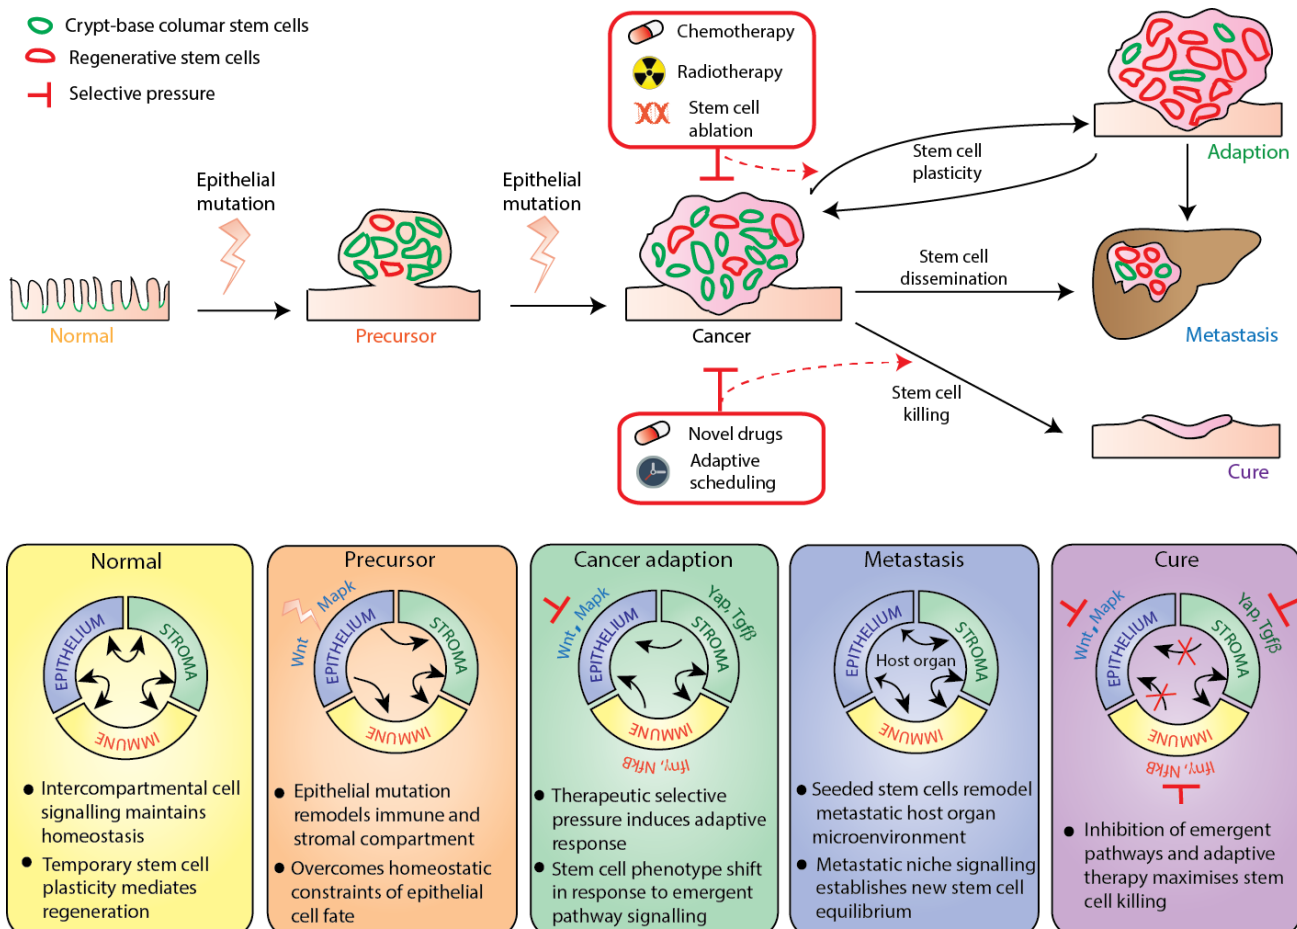 Crypt-base columar stem cells
Regenerative stem cells
Selective pressure
Chemotherapy
Radiotherapy
Stem cell
ablation
Epithelial
mutation
Epithelial
mutation
Stem cell
plasticity
Adaption
Stem cell
dissemination
Normal
Precursor
Cancer
Metastasis
Stem cell
killing
Novel drugs
Adaptive
scheduling
Cure
Normal
EPITHELIUM
STROMA
IMMUNE
Intercompartmental cell
signalling maintains
homeostasis
Temporary stem cell
plasticity mediates
regeneration
Precursor
Wnt
Mapk
EPITHELIUM
STROMA
IMMUNE
Epithelial mutation
remodels immune and
stromal compartment
Overcomes homeostatic
constraints of epithelial
cell fate
Cancer adaption
Wnt, Mapk
Yap, Tgfβ
EPITHELIUM
STROMA
IMMUNE
Ifnγ, NfkB
Therapeutic selective
pressure induces adaptive
response
Stem cell phenotype shift
in response to emergent
pathway signalling
Metastasis
EPITHELIUM
STROMA
Host organ
IMMUNE
Seeded stem cells remodel
metastatic host organ
microenvironment
Metastatic niche signalling
establishes new stem cell
equilibrium
Cure
Wnt, Mapk
Yap, Tgfβ
EPITHELIUM
STROMA
IMMUNE
Ifnγ, NfkB
Inhibition of emergent
pathways and adaptive
therapy maximises stem
cell killing